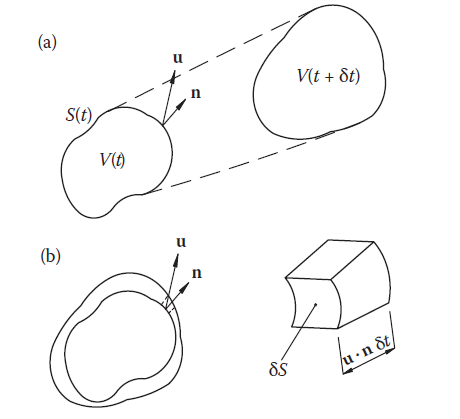 (a)
u
n
S(t)
V(t)
V(t + δt)
(b)
u
n
δS
u · n δt